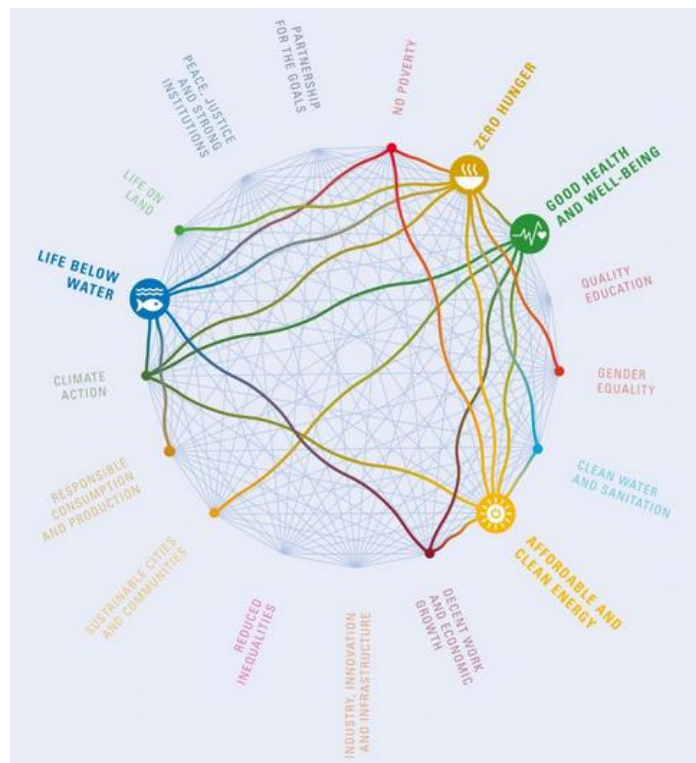 NO POVERTY
ZERO HUNGER
GOOD HEALTH
AND WELL-BEING
QUALITY
EDUCATION
GENDER
EQUALITY
CLEAN WATER
AND SANITATION
AFFORDABLE AND
CLEAN ENERGY
DECENT WORK
AND ECONOMIC
GROWTH
INDUSTRY, INNOVATION
AND INFRASTRUCTURE
REDUCED
INEQUALITIES
SUSTAINABLE CITIES
AND COMMUNITIES
RESPONSIBLE
CONSUMPTION
AND PRODUCTION
CLIMATE
ACTION
LIFE BELOW
WATER
LIFE ON
LAND
PEACE, JUSTICE
AND STRONG
INSTITUTIONS
PARTNERSHIP
FOR THE GOALS